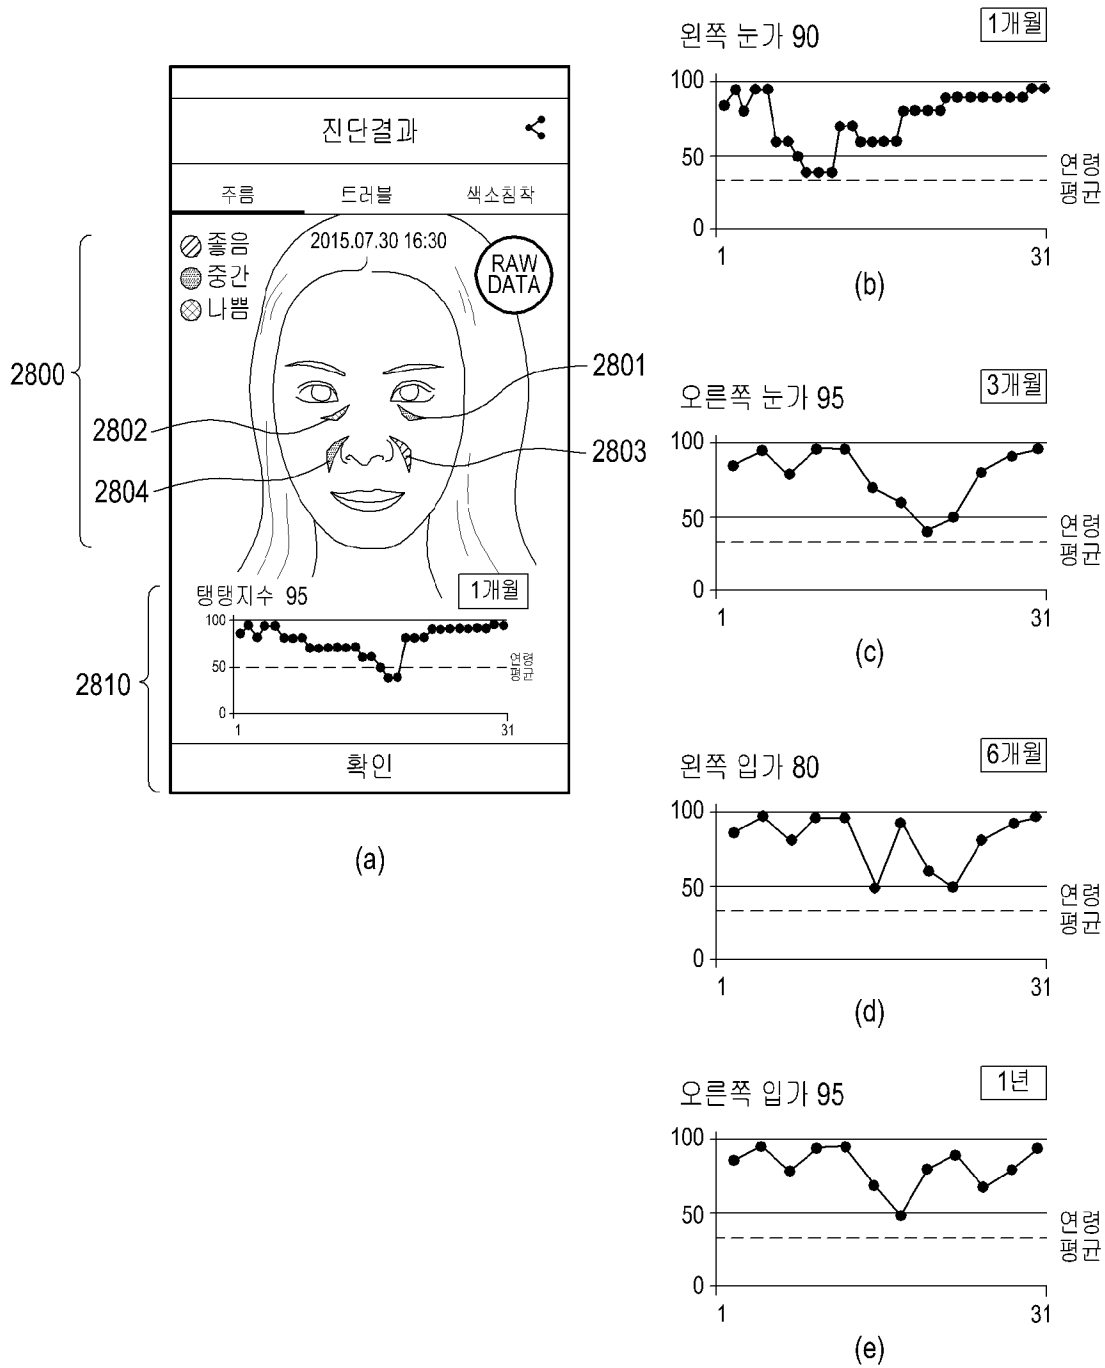 진단결과
주름 트러블 색소침착
좋음
중간
나쁨
2015.07.30 16:30
RAW
DATA
2800
2801
2802
2803
2804
탱탱지수 95
1개월
100
50
0
1
31
연령
평균
2810
확인
(a)
왼쪽 눈가 90
1개월
100
50
0
1
31
연령
평균
(b)
오른쪽 눈가 95
3개월
100
50
0
1
31
연령
평균
(c)
왼쪽 입가 80
6개월
100
50
0
1
31
연령
평균
(d)
오른쪽 입가 95
1년
100
50
0
1
31
연령
평균
(e)